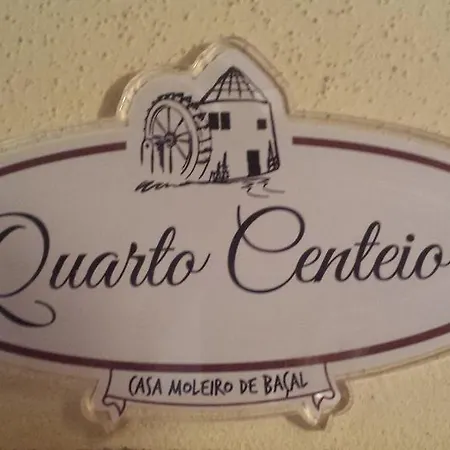 Quarto Centeio
CASA MOLEIRO DE BAÇAL